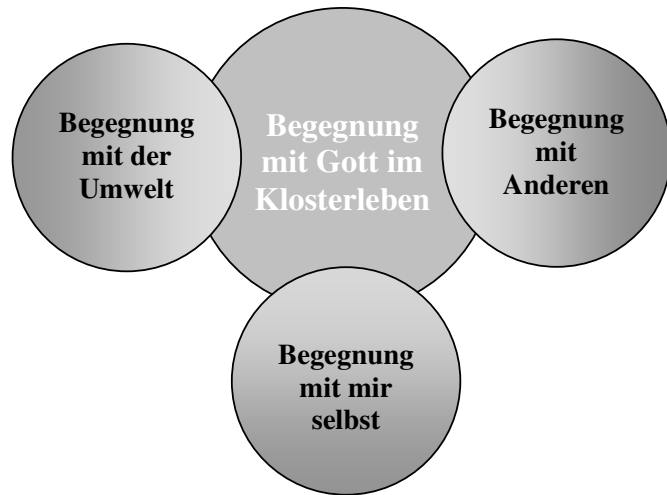 Begegnung
mit der
Umwelt
Begegnung
mit Gott im
Klosterleben
Begegnung
mit
Anderen
Begegnung
mit mir
selbst